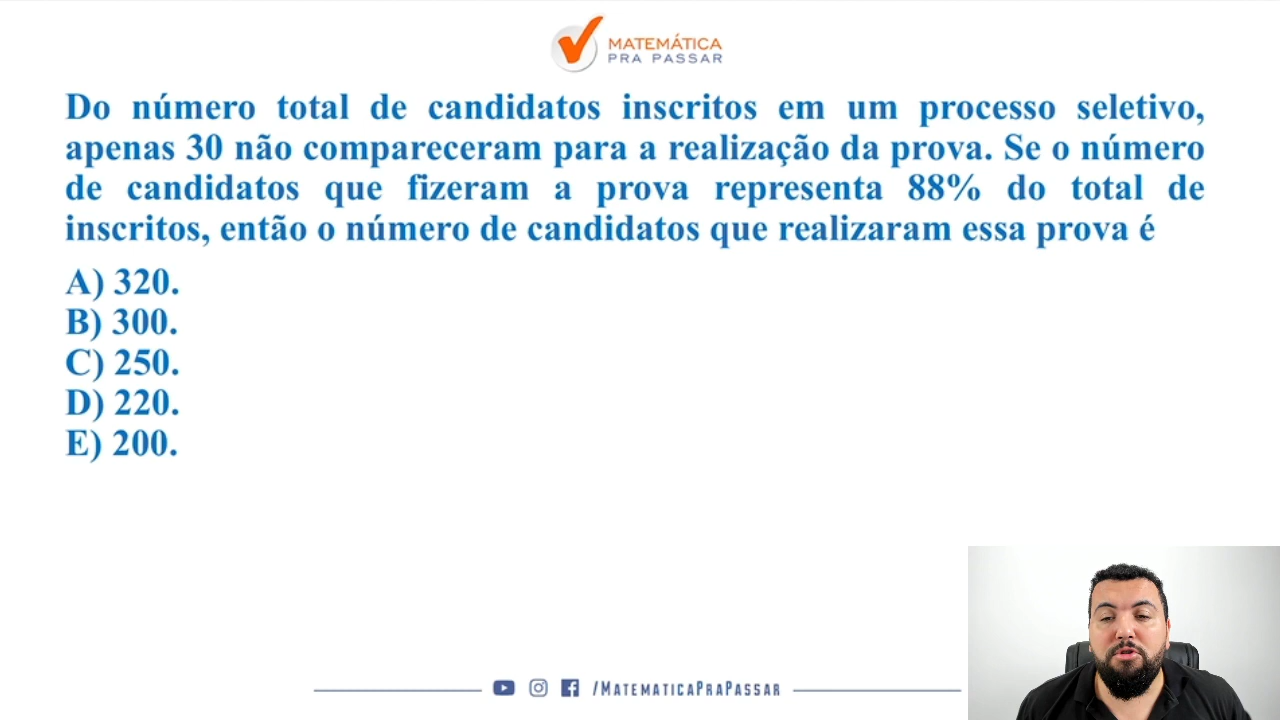 MATEMÁTICA
PRA PASSAR
Do número total de candidatos inscritos em um processo seletivo,
apenas 30 não compareceram para a realização da prova. Se o número
de candidatos que fizeram a prova representa 88% do total de
inscritos, então o número de candidatos que realizaram essa prova é
A) 320.
B) 300.
C) 250.
D) 220.
E) 200.
/MATEMATICAPRAPASSAR